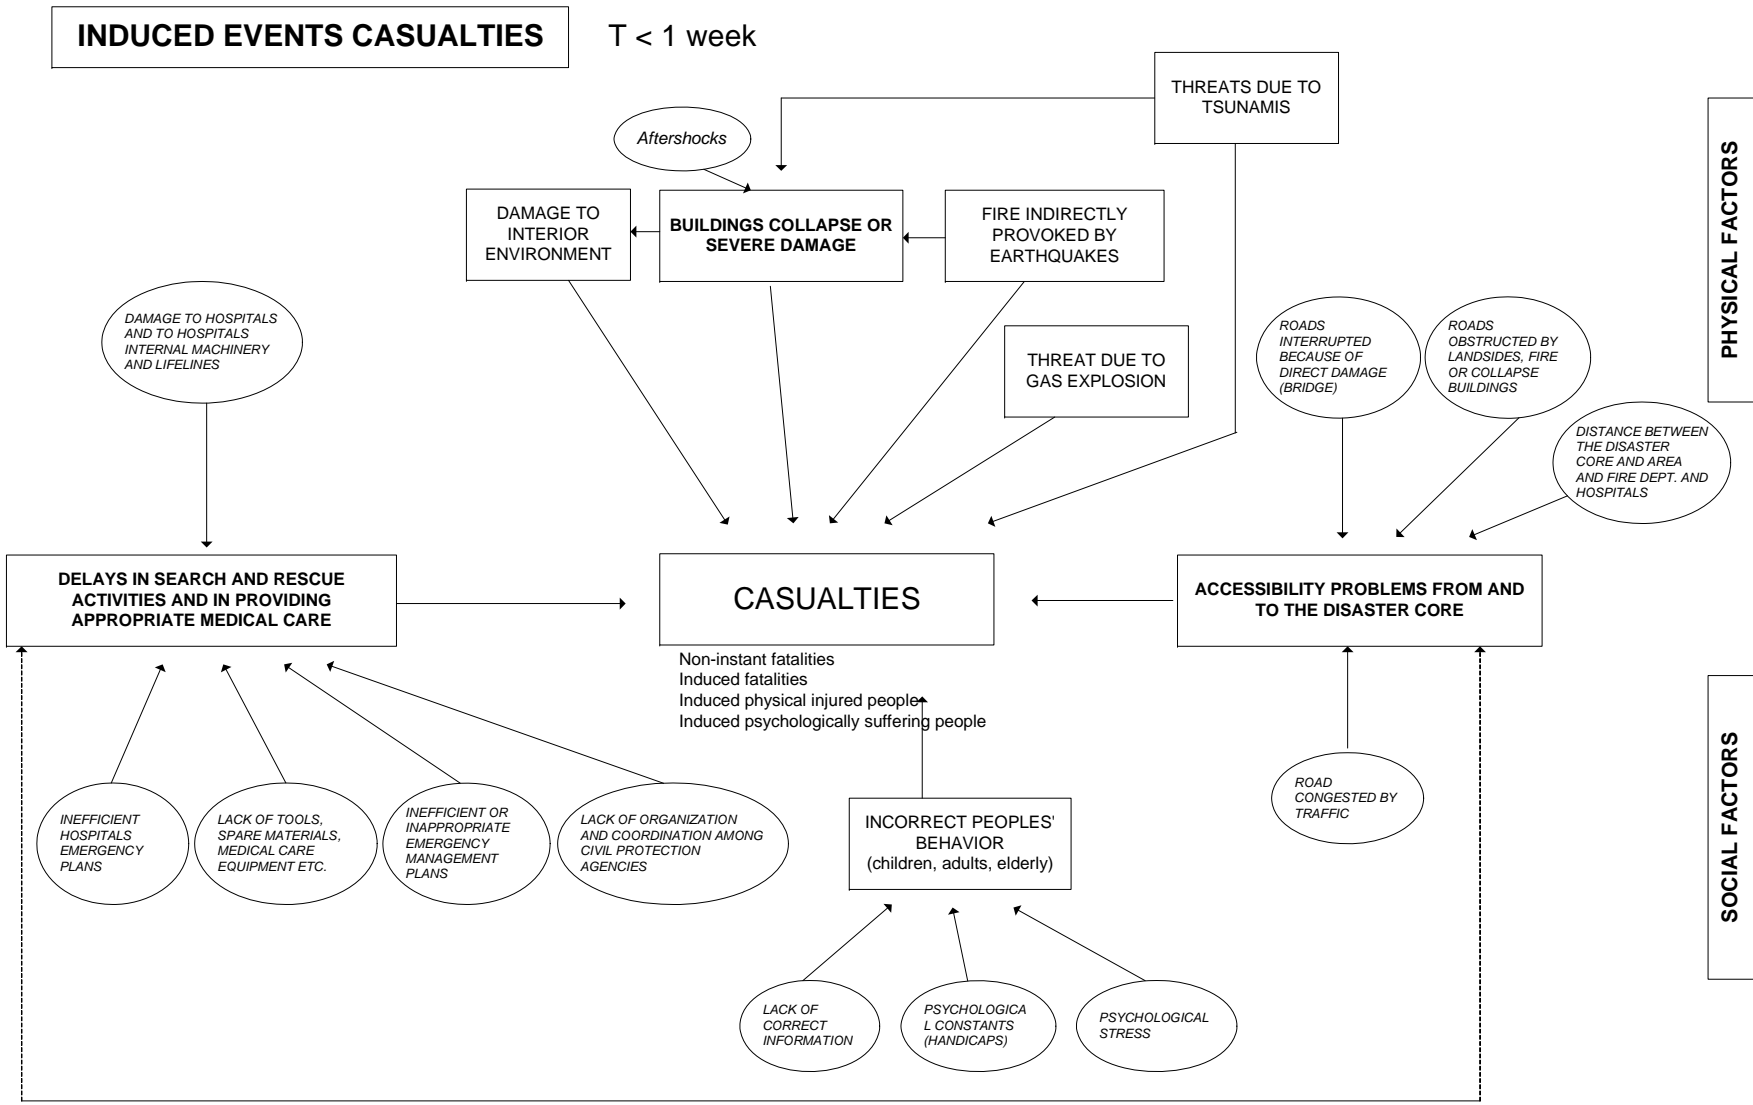 INDUCED EVENTS CASUALTIES
T < 1 week
THREATS DUE TO
TSUNAMIS
Aftershocks
PHYSICAL FACTORS
DAMAGE TO
INTERIOR
ENVIRONMENT
BUILDINGS COLLAPSE OR
SEVERE DAMAGE
FIRE INDIRECTLY
PROVOKED BY
EARTHQUAKES
DAMAGE TO HOSPITALS
AND TO HOSPITALS
INTERNAL MACHINERY
AND LIFELINES
THREAT DUE TO
GAS EXPLOSION
ROADS
INTERRUPTED
BECAUSE OF
DIRECT DAMAGE
(BRIDGE)
ROADS
OBSTRUCTED BY
LANDSIDES, FIRE
OR COLLAPSE
BUILDINGS
DISTANCE BETWEEN
THE DISASTER
CORE AND AREA
AND FIRE DEPT. AND
HOSPITALS
DELAYS IN SEARCH AND RESCUE
ACTIVITIES AND IN PROVIDING
APPROPRIATE MEDICAL CARE
CASUALTIES
ACCESSIBILITY PROBLEMS FROM AND
TO THE DISASTER CORE
Non-instant fatalities
Induced fatalities
Induced physical injured people
Induced psychologically suffering people
SOCIAL FACTORS
INEFFICIENT
HOSPITALS
EMERGENCY
PLANS
LACK OF TOOLS,
SPARE MATERIALS,
MEDICAL CARE
EQUIPMENT ETC.
INEFFICIENT OR
INAPPROPRIATE
EMERGENCY
MANAGEMENT
PLANS
LACK OF ORGANIZATION
AND COORDINATION AMONG
CIVIL PROTECTION
AGENCIES
INCORRECT PEOPLES'
BEHAVIOR
(children, adults, elderly)
ROAD
CONGESTED BY
TRAFFIC
LACK OF
CORRECT
INFORMATION
PSYCHOLOGICA
L CONSTANTS
(HANDICAPS)
PSYCHOLOGICAL
STRESS